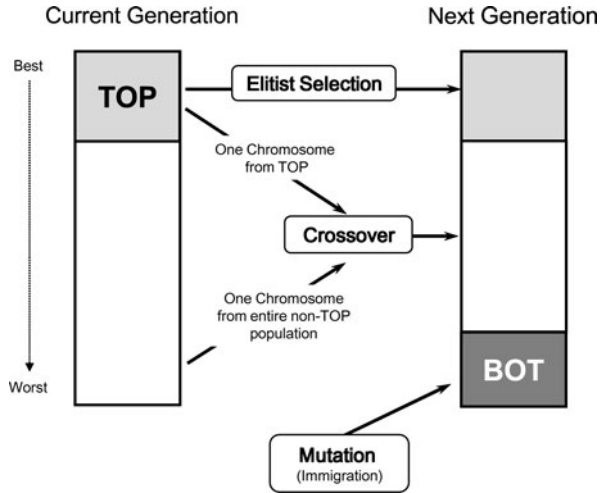 Current Generation
Next Generation
Best
TOP
Elitist Selection
One Chromosome
from TOP
Crossover
One Chromosome
from entire non-TOP
population
Worst
BOT
Mutation
(Immigration)